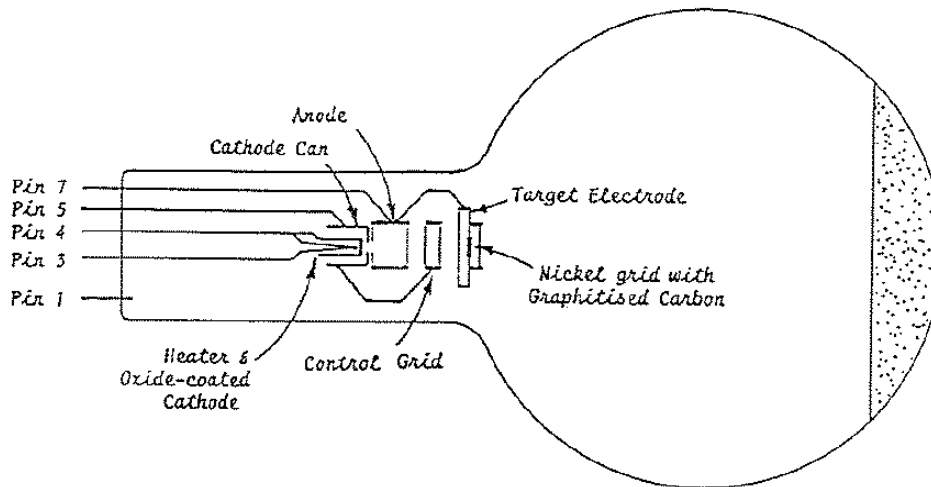 Anode
Cathode Can
Pin 7
Pin 5
Pin 4
Pin 3
Pin 1
Target Electrode
Nickel grid with
Graphitised Carbon
Heater &
Oxide-coated
Cathode
Control Grid